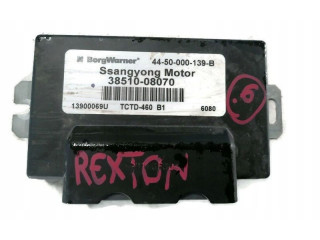 BorgWarner 44-50-000-139-B
Ssangyong Motor
38510-08070
13900069U TCTD-460 B1 6080
.6
REXTON